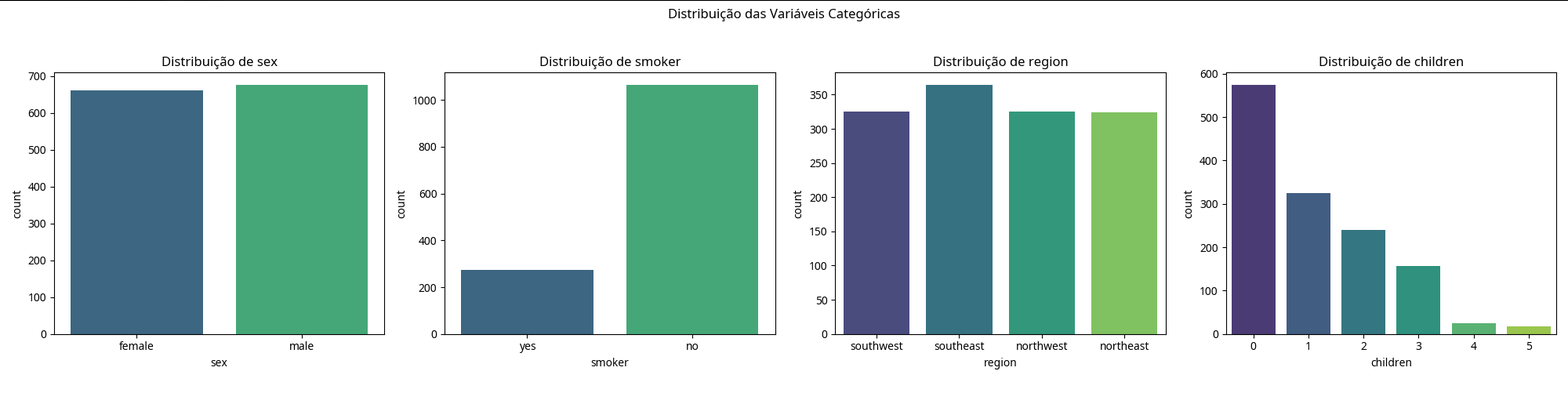 Distribuição das Variáveis Categóricas
Distribuição de sex
700
600
500
400
300
200
100
0
count
female
male
sex
Distribuição de smoker
1000
800
600
400
200
0
count
yes
no
smoker
Distribuição de region
350
300
250
200
150
100
50
0
count
southwest
southeast
northwest
northeast
region
Distribuição de children
600
500
400
300
200
100
0
count
0
1
2
3
4
5
children